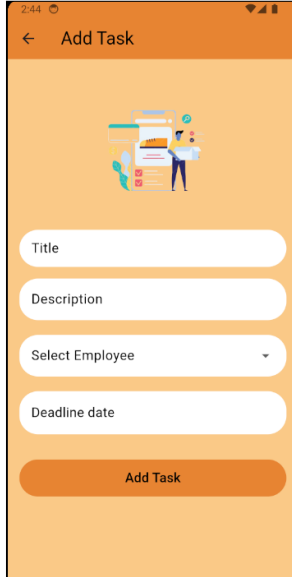 2:44
Add Task
Title
Description
Select Employee
Deadline date
Add Task